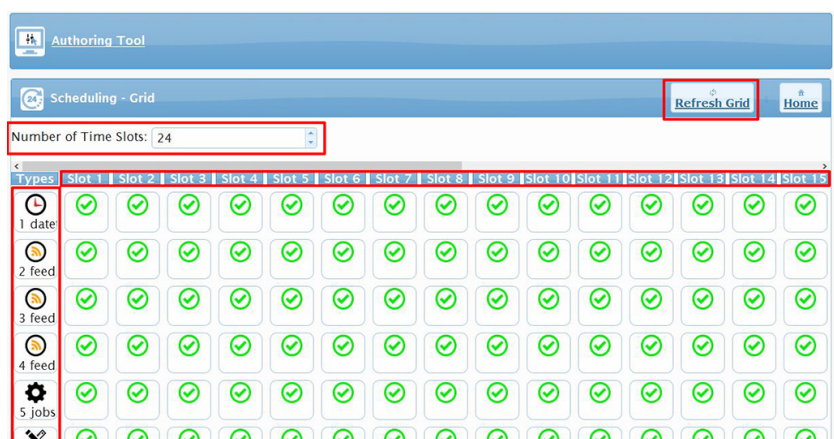 Authoring Tool
24 Scheduling - Grid
Refresh Grid
Home
Number of Time Slots: 24
Types Slot 1 Slot 2 Slot 3 Slot 4 Slot 5 Slot 6 Slot 7 Slot 8 Slot 9 Slot 10 Slot 11 Slot 12 Slot 13 Slot 14 Slot 15
1 date
2 feed
3 feed
4 feed
5 jobs